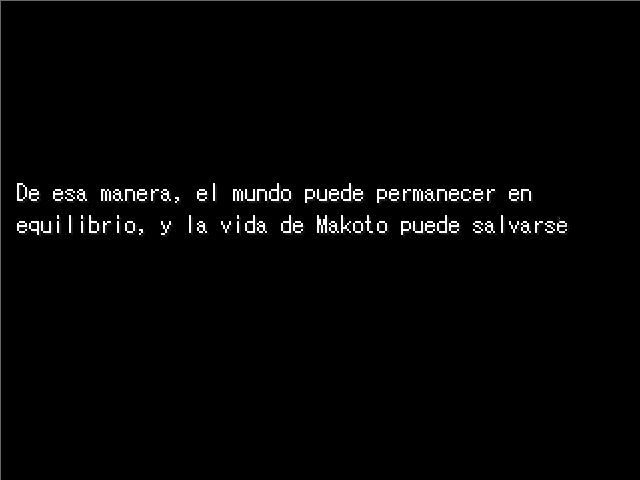 De esa manera, el mundo puede permanecer en
equilibrio, y la vida de Makoto puede salvarse